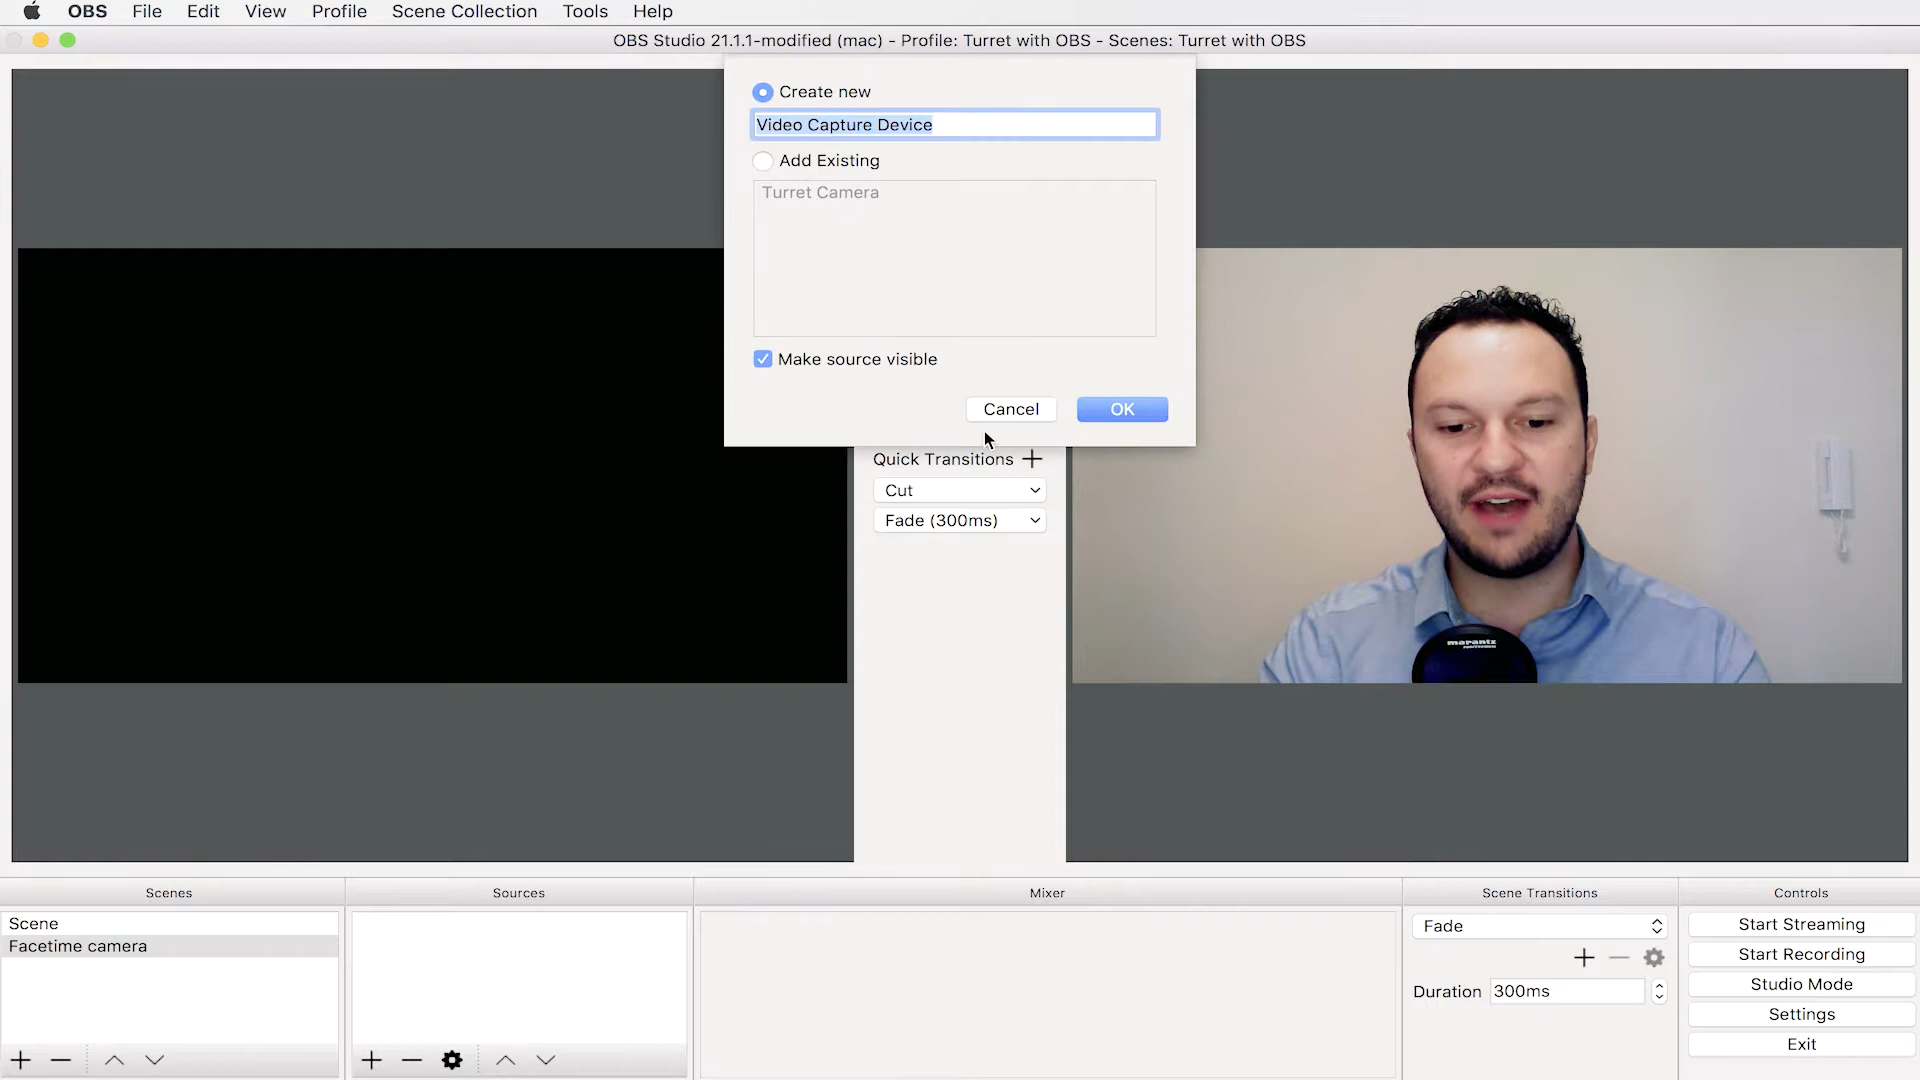 OBS File Edit View Profile Scene Collection Tools Help
OBS Studio 21.1.1-modified (mac) - Profile: Turret with OBS - Scenes: Turret with OBS
Create new
Video Capture Device
Add Existing
Turret Camera
Make source visible
Cancel OK
Quick Transitions
Cut
Fade (300ms)
marantz
Scenes Sources Mixer Scene Transitions Controls
Scene
Facetime camera
Fade
Duration 300ms
Start Streaming
Start Recording
Studio Mode
Settings
Exit